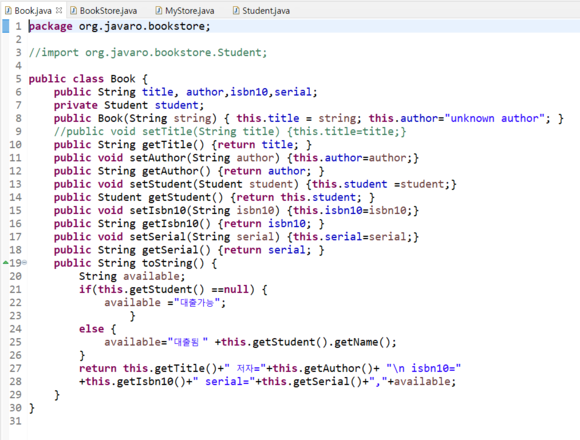 Book.java BookStore.java MyStore.java Student.java
1 package org.javaro.bookstore;
2
3 //import org.javaro.bookstore.Student;
4
5 public class Book {
6 public String title, author,isbn10,serial;
7 private Student student;
8 public Book(String string) { this.title = string; this.author="unknown author"; }
9 //public void setTitle(String title) {this.title=title;}
10 public String getTitle() {return title; }
11 public void setAuthor(String author) {this.author=author;}
12 public String getAuthor() {return author; }
13 public void setStudent(Student student) {this.student =student;}
14 public Student getStudent() {return this.student; }
15 public void setIsbn10(String isbn10) {this.isbn10=isbn10;}
16 public String getIsbn10() {return isbn10; }
17 public void setSerial(String serial) {this.serial=serial;}
18 public String getSerial() {return serial; }
19 public String toString() {
20 String available;
21 if(this.getStudent() ==null) {
22 available ="대출가능";
23 }
24 else {
25 available="대출됨 " +this.getStudent().getName();
26 }
27 return this.getTitle()+" 저자="+this.getAuthor()+ "\n isbn10="
28 +this.getIsbn10()+" serial="+this.getSerial()+","+available;
29 }
30 }
31